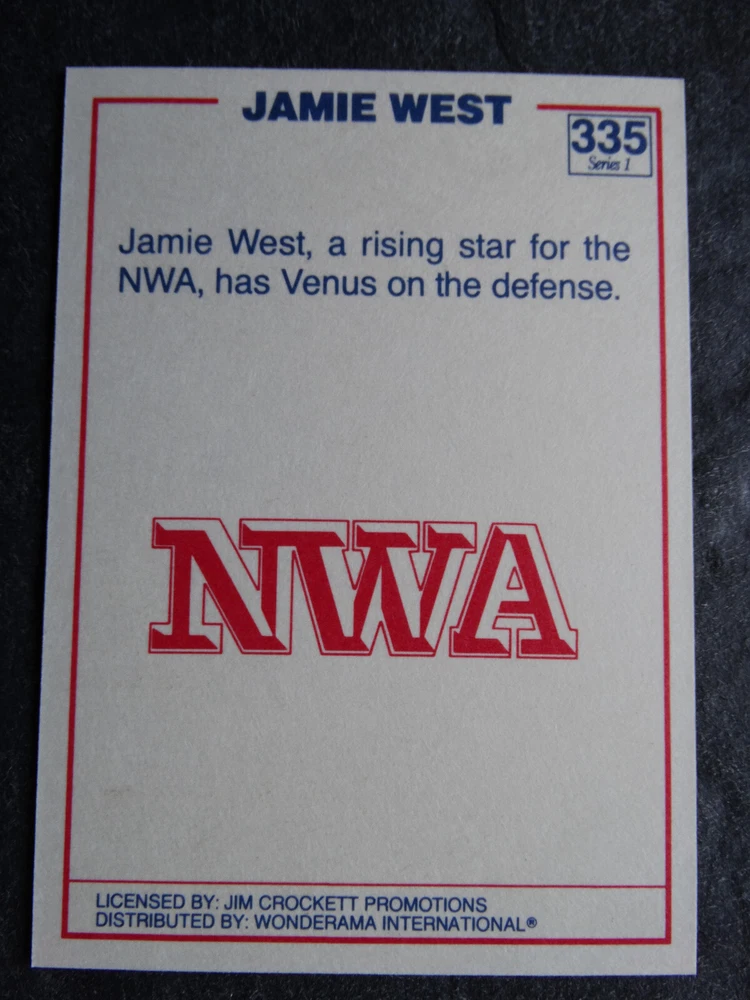 JAMIE WEST
335
Series 1
Jamie West, a rising star for the
NWA, has Venus on the defense.
NWA
LICENSED BY: JIM CROCKETT PROMOTIONS
DISTRIBUTED BY: WONDERAMA INTERNATIONAL®